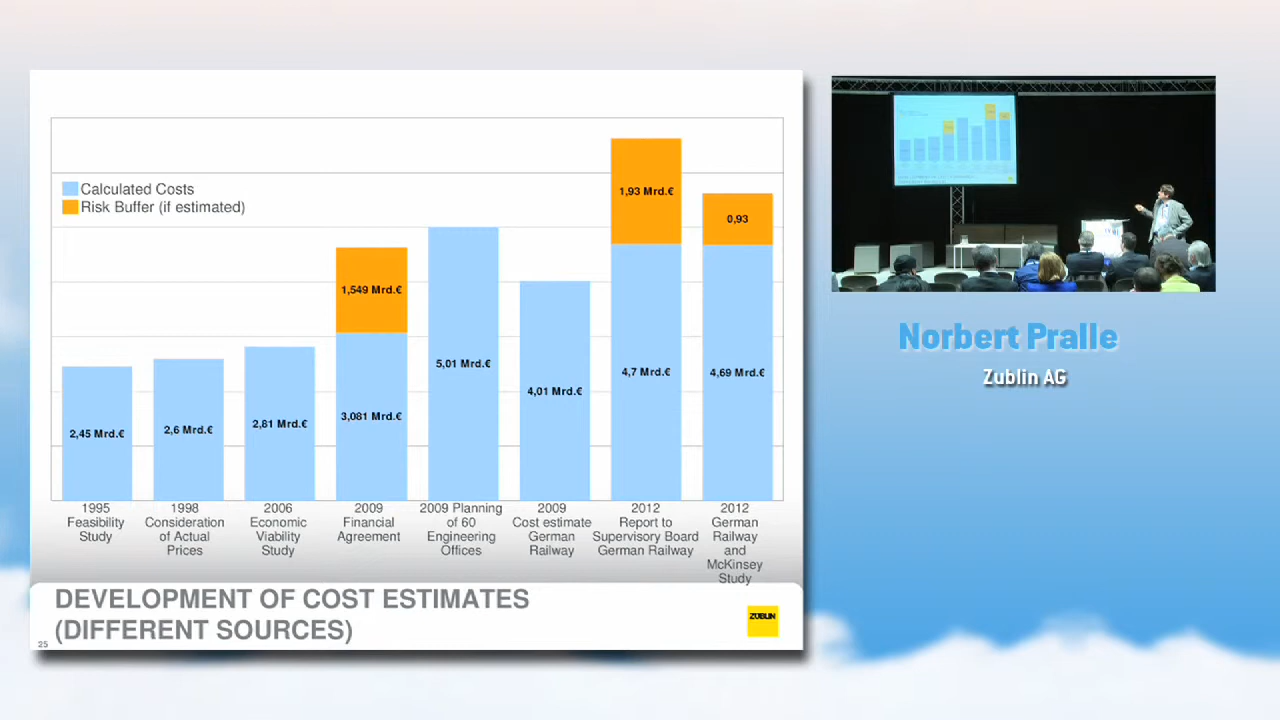 Calculated Costs
Risk Buffer (if estimated)
2,45 Mrd.€
2,6 Mrd.€
2,81 Mrd.€
1,549 Mrd.€
3,081 Mrd.€
5,01 Mrd.€
4,01 Mrd.€
1,93 Mrd.€
4,7 Mrd.€
0,93
4,69 Mrd.€
1995
Feasibility
Study
1998
Consideration
of Actual
Prices
2006
Economic
Viability
Study
2009
Financial
Agreement
2009 Planning
of 60
Engineering
Offices
2009
Cost estimate
German
Railway
2012
Report to
Supervisory Board
German Railway
2012
German
Railway
and
McKinsey
Study
DEVELOPMENT OF COST ESTIMATES
(DIFFERENT SOURCES)
25
ZÜBLIN
Norbert Pralle
Zublin AG